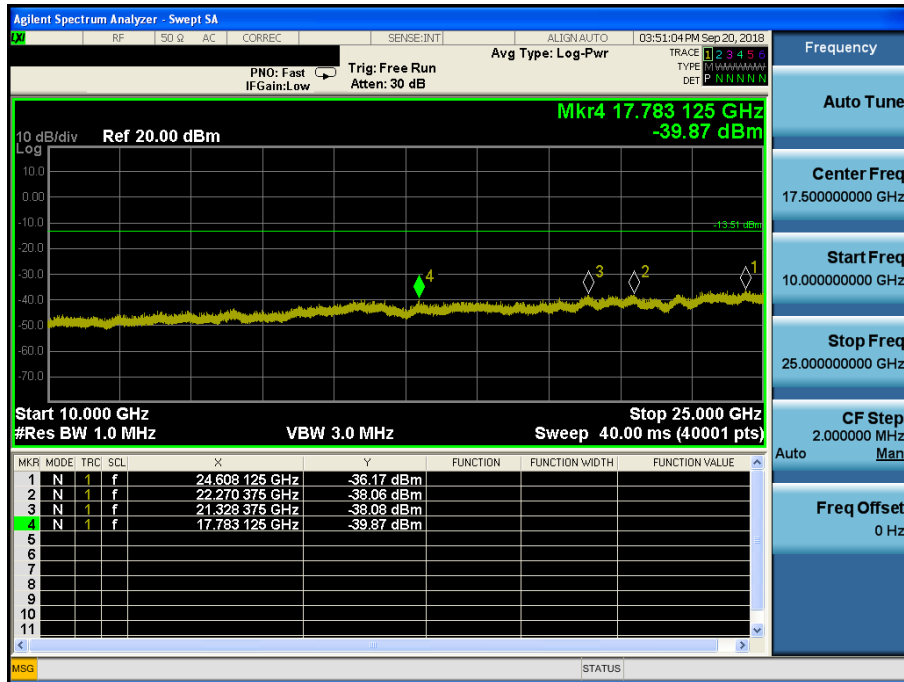 Agilent Spectrum Analyzer - Swept SA
LXI RF 50 Ω AC CORREC SENSE:INT ALIGN AUTO 03:51:04 PM Sep 20, 2018
Avg Type: Log-Pwr
TRACE 1 2 3 4 5 6
TYPE M W W W W W
DET P N N N N N
PNO: Fast Trig: Free Run
IFGain:Low Atten: 30 dB
Mkr4 17.783 125 GHz
-39.87 dBm
10 dB/div Ref 20.00 dBm
Log
10.0
0.00
-10.0
-13.51 dBm
-20.0
-30.0
4 3 2 1
-40.0
-50.0
-60.0
-70.0
Start 10.000 GHz Stop 25.000 GHz
#Res BW 1.0 MHz VBW 3.0 MHz Sweep 40.00 ms (40001 pts)
MKR MODE TRC SCL X Y FUNCTION FUNCTION WIDTH FUNCTION VALUE
1 N 1 f 24.608 125 GHz -36.17 dBm
2 N 1 f 22.270 375 GHz -38.06 dBm
3 N 1 f 21.328 375 GHz -38.08 dBm
4 N 1 f 17.783 125 GHz -39.87 dBm
5
6
7
8
9
10
11
MSG STATUS
Frequency
Auto Tune
Center Freq
17.500000000 GHz
Start Freq
10.000000000 GHz
Stop Freq
25.000000000 GHz
CF Step
2.000000 MHz
Auto Man
Freq Offset
0 Hz